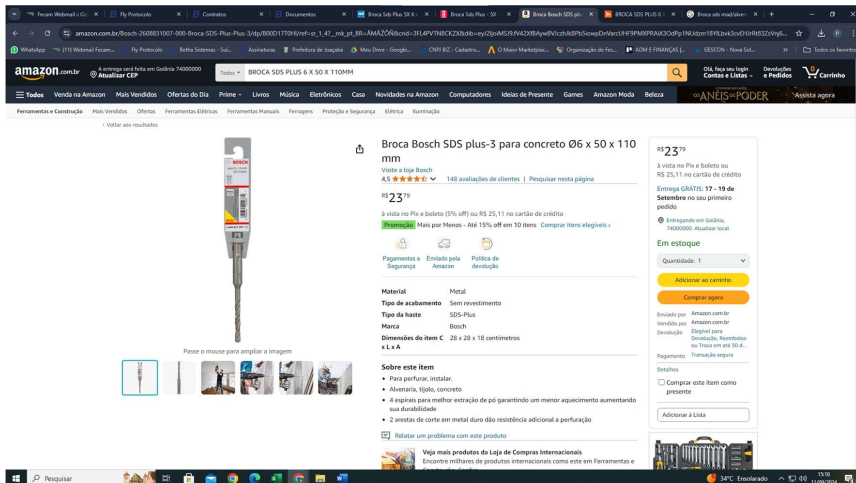 Fecam Webmail :: Cai
Fly Protocolo
Contratos
Documentos
Broca Sds Plus 5X 6 x
Broca Sds Plus - 5X
Broca Bosch SDS plus
BROCA SDS PLUS 6 X
Broca sds mad/alven
amazon.com.br/Bosch-2608831007-000-Broca-SDS-Plus-Plus-3/dp/B00D1T70HI/ref=sr_1_4?
WhatsApp
(11) Webmail Fecam...
Fly Protocolo
Betha Sistemas - Sui...
Assinaturas
Prefeitura de Joaçaba
Meu Drive - Google...
CNPJ BIZ - Cadastro...
A O Maior Marketplac...
Organização de Fes...
ADM E FINANÇAS |...
GESCON - Nova Sol...
Todos os favoritos
amazon.com.br
A entrega será feita em Goiânia 74000000
Atualizar CEP
Todos
BROCA SDS PLUS 6 X 50 X 110MM
Olá, faça seu login
Contas e Listas
Devoluções
e Pedidos
0
Carrinho
Todos
Venda na Amazon
Mais Vendidos
Ofertas do Dia
Prime
Livros
Música
Eletrônicos
Casa
Novidades na Amazon
Computadores
Ideias de Presente
Games
Amazon Moda
Beleza
OS ANÉIS DE PODER
Assista agora
Ferramentas e Construção
Mais Vendidos
Ofertas
Ferramentas Elétricas
Ferramentas Manuais
Ferragens
Proteção e Segurança
Elétrica
Iluminação
‹ Voltar aos resultados
BOSCH
Passe o mouse para ampliar a imagem
Broca Bosch SDS plus-3 para concreto Ø6 x 50 x 110
mm
Visite a loja Bosch
4,5 148 avaliações de clientes | Pesquisar nesta página
R$2379
à vista no Pix e boleto (5% off) ou R$ 25,11 no cartão de crédito
Promoção Mais por Menos - Até 15% off em 10 itens Comprar itens elegíveis ›
Pagamentos e
Segurança
Enviado pela
Amazon
Política de
devolução
Material Metal
Tipo de acabamento Sem revestimento
Tipo da haste SDS-Plus
Marca Bosch
Dimensões do item C 28 x 28 x 18 centímetros
x L x A
Sobre este item
• Para perfurar, instalar.
• Alvenaria, tijolo, concreto
• 4 espirais para melhor extração de pó garantindo um menor aquecimento aumentando
sua durabilidade
• 2 arestas de corte em metal duro dão resistência adicional a perfuração
Relatar um problema com este produto
Veja mais produtos da Loja de Compras Internacionais
Encontre milhares de produtos internacionais como este em Ferramentas e
R$2379
à vista no Pix e boleto ou
R$ 25,11 no cartão de crédito
Entrega GRÁTIS: 17 - 19 de
Setembro no seu primeiro
pedido
Entregando em Goiânia,
74000000. Atualizar local
Em estoque
Quantidade: 1
Adicionar ao carrinho
Comprar agora
Enviado por Amazon.com.br
Vendido por Amazon.com.br
Devolução Elegível para
Devolução, Reembolso
ou Troca em até 30 d...
Pagamento Transação segura
Detalhes
Comprar este item como
presente
Adicionar à Lista
Pesquisar
34°C Ensolarado
15:10
11/09/2024